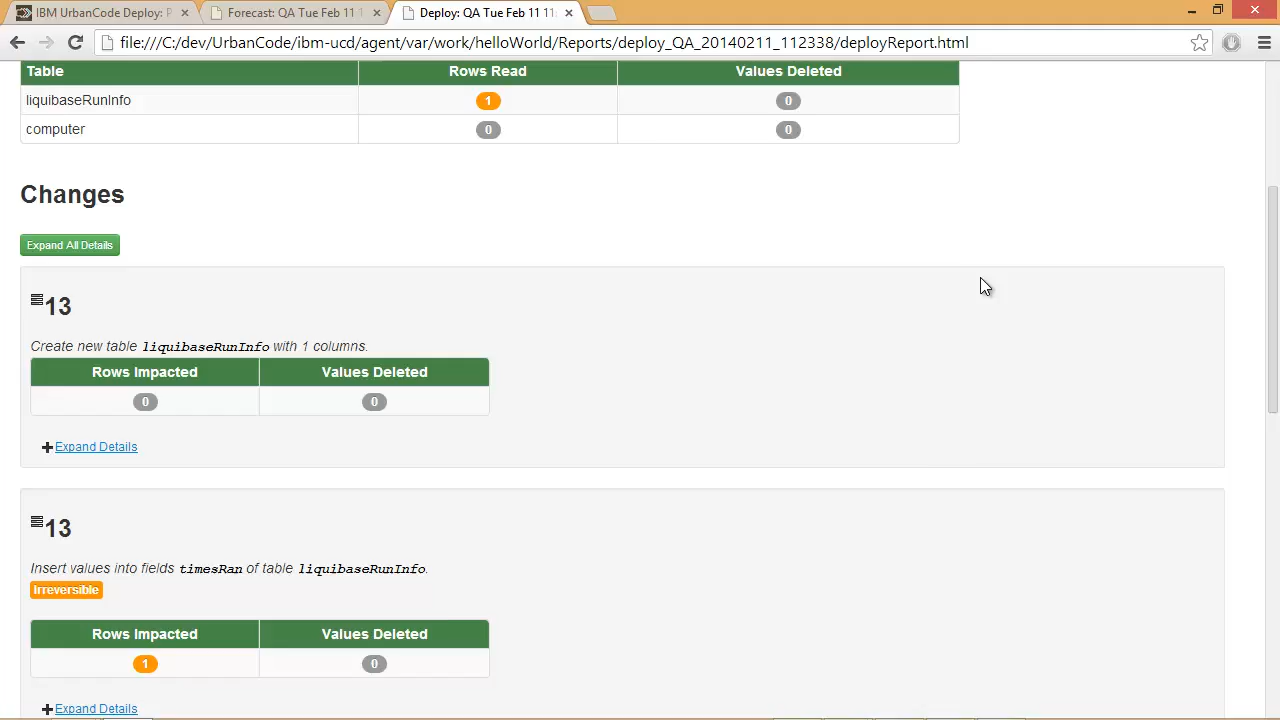 IBM UrbanCode Deploy: P
Forecast: QA Tue Feb 11 1
Deploy: QA Tue Feb 11 11:
file:///C:/dev/UrbanCode/ibm-ucd/agent/var/work/helloWorld/Reports/deploy_QA_20140211_112338/deployReport.html
Table Rows Read Values Deleted
liquibaseRunInfo 1 0
computer 0 0
Changes
Expand All Details
13
Create new table liquibaseRunInfo with 1 columns.
Rows Impacted Values Deleted
0 0
Expand Details
13
Insert values into fields timesRan of table liquibaseRunInfo.
Irreversible
Rows Impacted Values Deleted
1 0
Expand Details